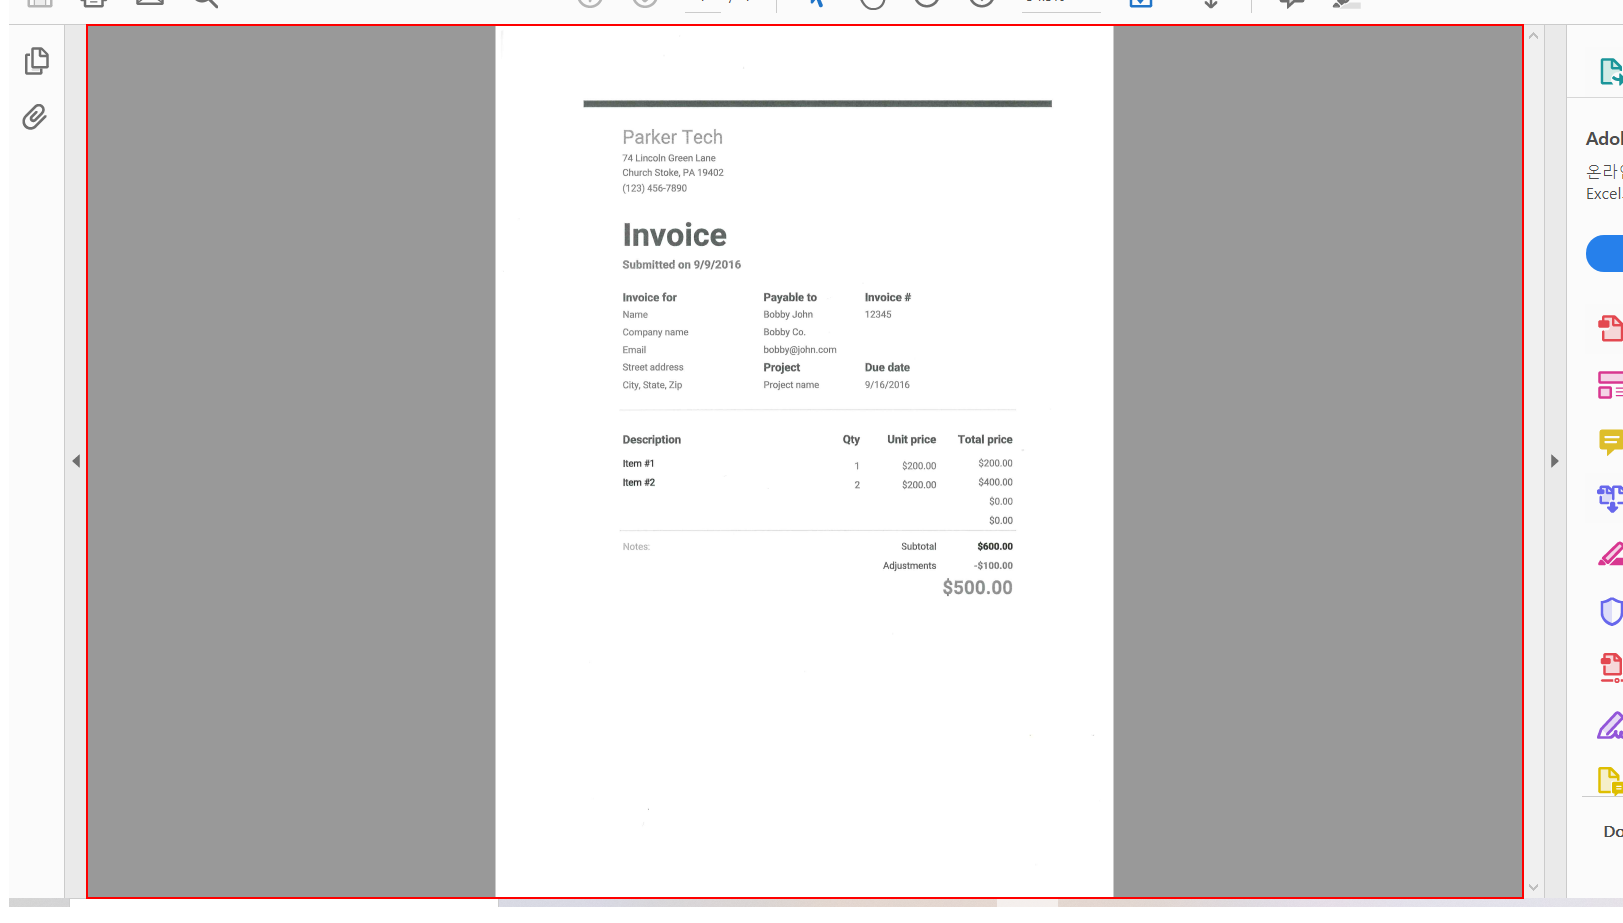 Parker Tech
74 Lincoln Green Lane
Church Stoke, PA 19402
(123) 456-7890
Invoice
Submitted on 9/9/2016
Invoice for Payable to Invoice #
Name Bobby John 12345
Company name Bobby Co.
Email bobby@john.com
Street address Project Due date
City, State, Zip Project name 9/16/2016
Description Qty Unit price Total price
Item #1 1 $200.00 $200.00
Item #2 2 $200.00 $400.00
$0.00
$0.00
Notes: Subtotal $600.00
Adjustments -$100.00
$500.00
Excel